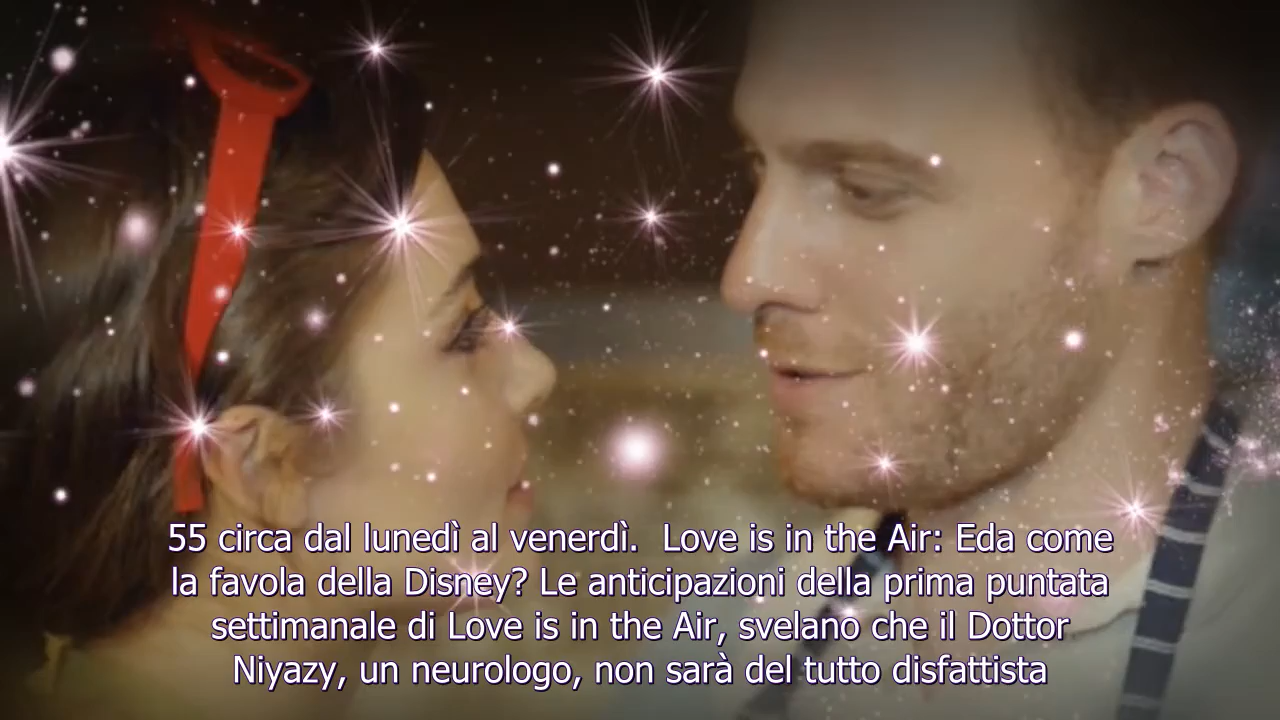 55 circa dal lunedì al venerdì.  Love is in the Air: Eda come
la favola della Disney? Le anticipazioni della prima puntata
settimanale di Love is in the Air, svelano che il Dottor
Niyazy, un neurologo, non sarà del tutto disfattista